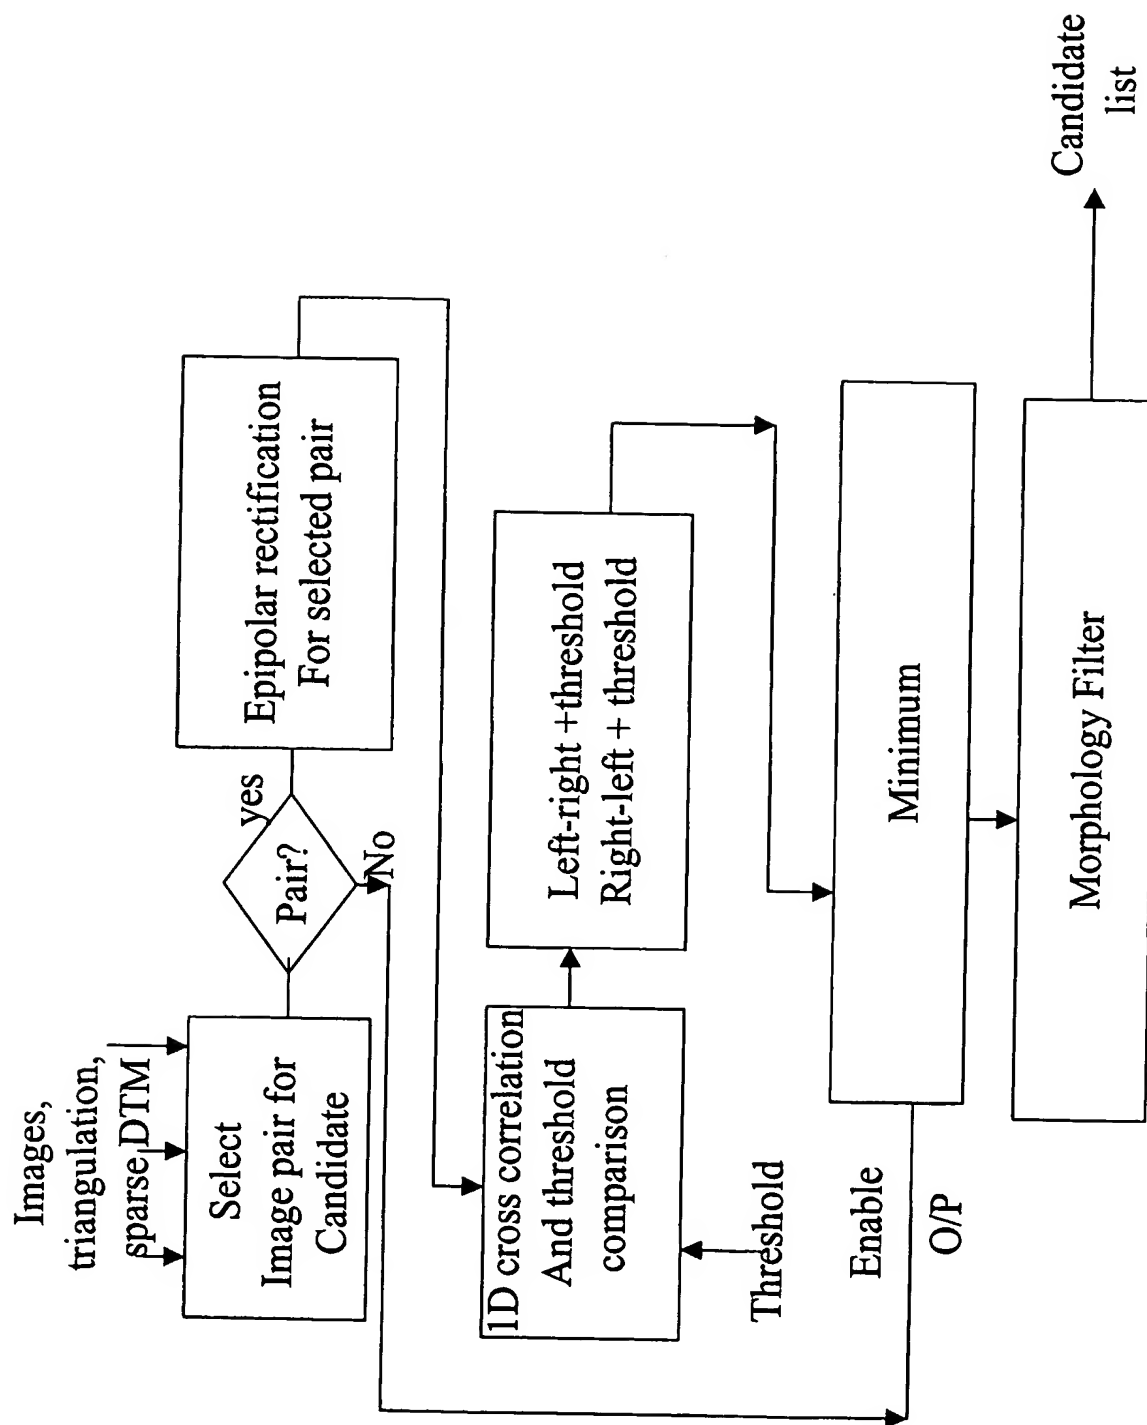 Images,
triangulation,
sparse DTM
Select
Image pair for
Candidate
Pair?
yes
No
Epipolar rectification
For selected pair
1D cross correlation
And threshold
comparison
Threshold
Left-right +threshold
Right-left + threshold
Enable
O/P
Minimum
Morphology Filter
Candidate
list